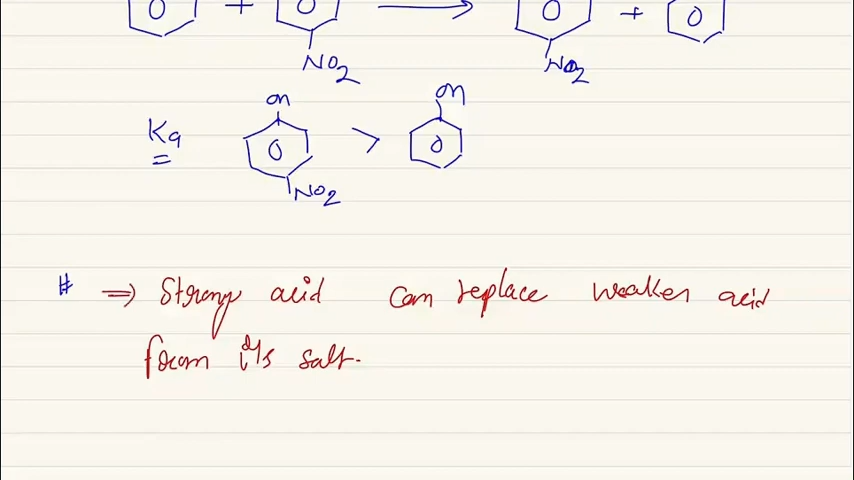 + ⟶ +
NO2 NO2
OH OH
Ka >
NO2
# ⇒ Strong acid can replace weaker acid
from it's salt.